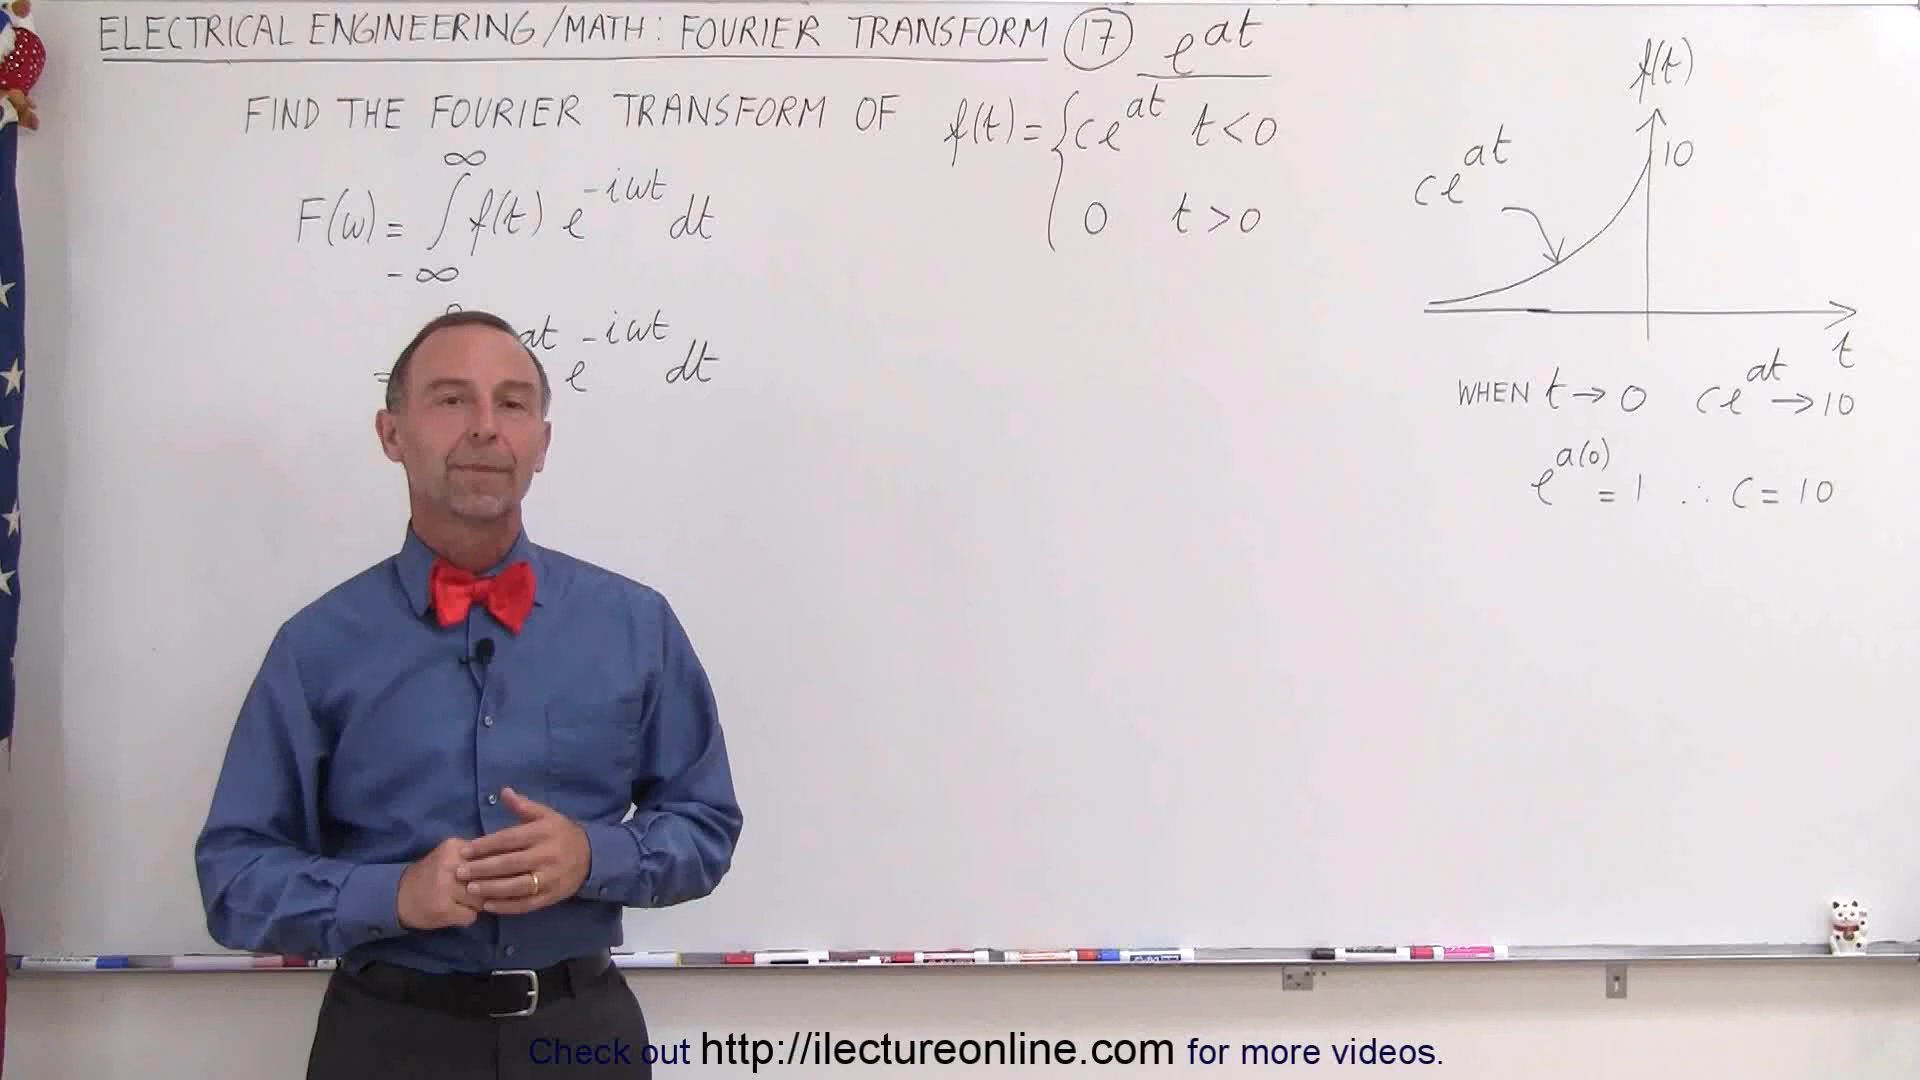 ELECTRICAL ENGINEERING/MATH: FOURIER TRANSFORM 17 e^at
FIND THE FOURIER TRANSFORM OF f(t) = { ce^at t<0
0 t>0
F(ω) = ∫ f(t) e^-iωt dt
∞
-∞
= at e^-iωt dt
f(t)
10
ce^at
t
WHEN t → 0 ce^at → 10
e^a(0) = 1 ∴ c = 10
Check out http://ilectureonline.com for more videos.